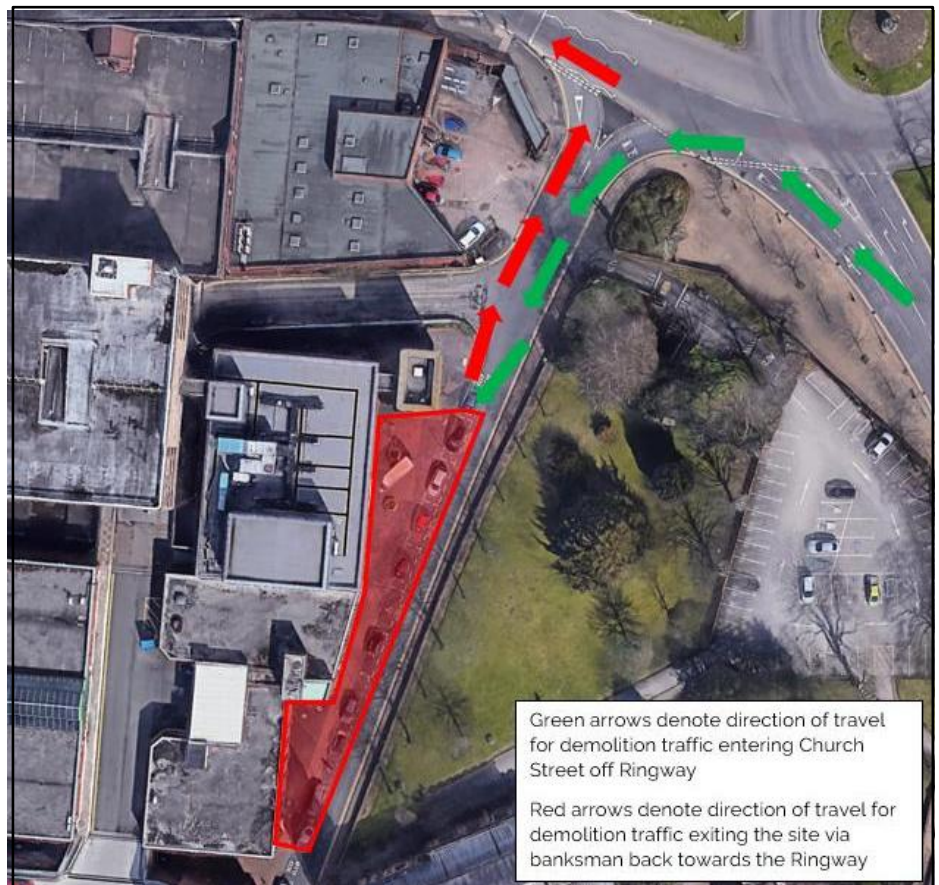 Green arrows denote direction of travel
for demolition traffic entering Church
Street off Ringway
Red arrows denote direction of travel for
demolition traffic exiting the site via
banksman back towards the Ringway